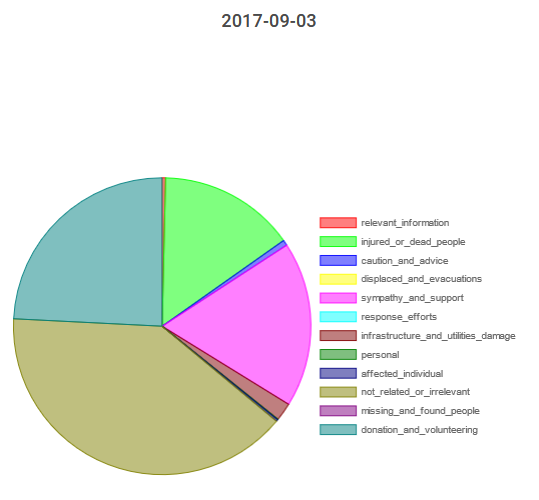 2017-09-03
relevant_information
injured_or_dead_people
caution_and_advice
displaced_and_evacuations
sympathy_and_support
response_efforts
infrastructure_and_utilities_damage
personal
affected_individual
not_related_or_irrelevant
missing_and_found_people
donation_and_volunteering